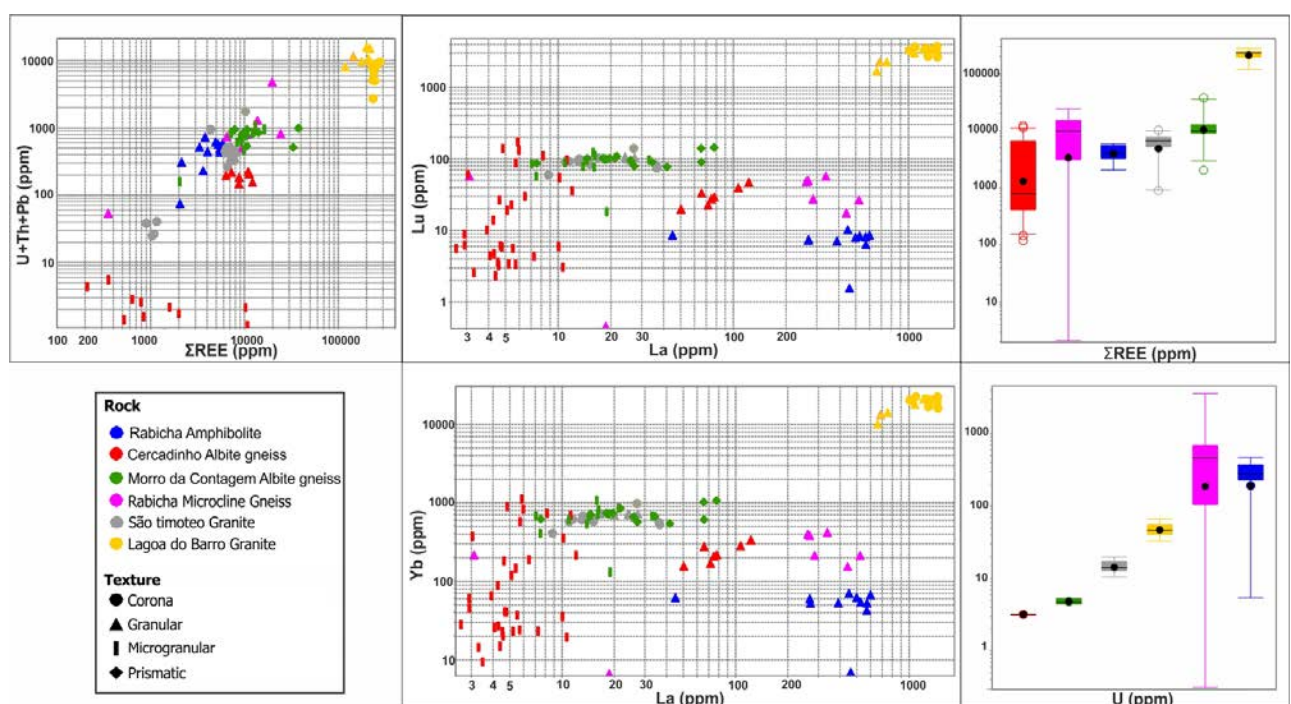 10000
1000
100
10
U+Th+Pb (ppm)
100 200 1000 10000 100000
ΣREE (ppm)
1000
100
10
1
Lu (ppm)
3 4 5 10 20 30 100 200 1000
La (ppm)
100000
10000
1000
100
10
ΣREE (ppm)
Rock
Rabicha Amphibolite
Cercadinho Albite gneiss
Morro da Contagem Albite gneiss
Rabicha Microcline Gneiss
São timoteo Granite
Lagoa do Barro Granite
Texture
Corona
Granular
Microgranular
Prismatic
10000
1000
100
10
Yb (ppm)
3 4 5 10 20 30 100 200 1000
La (ppm)
1000
100
10
1
U (ppm)